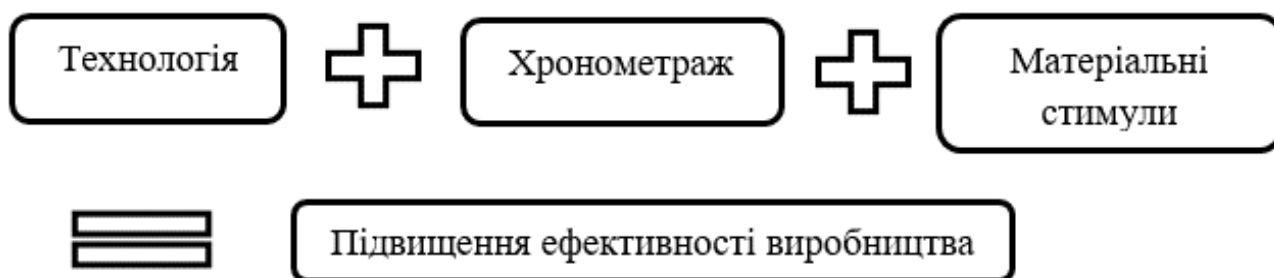 Технологія
Хронометраж
Матеріальні
стимули
Підвищення ефективності виробництва